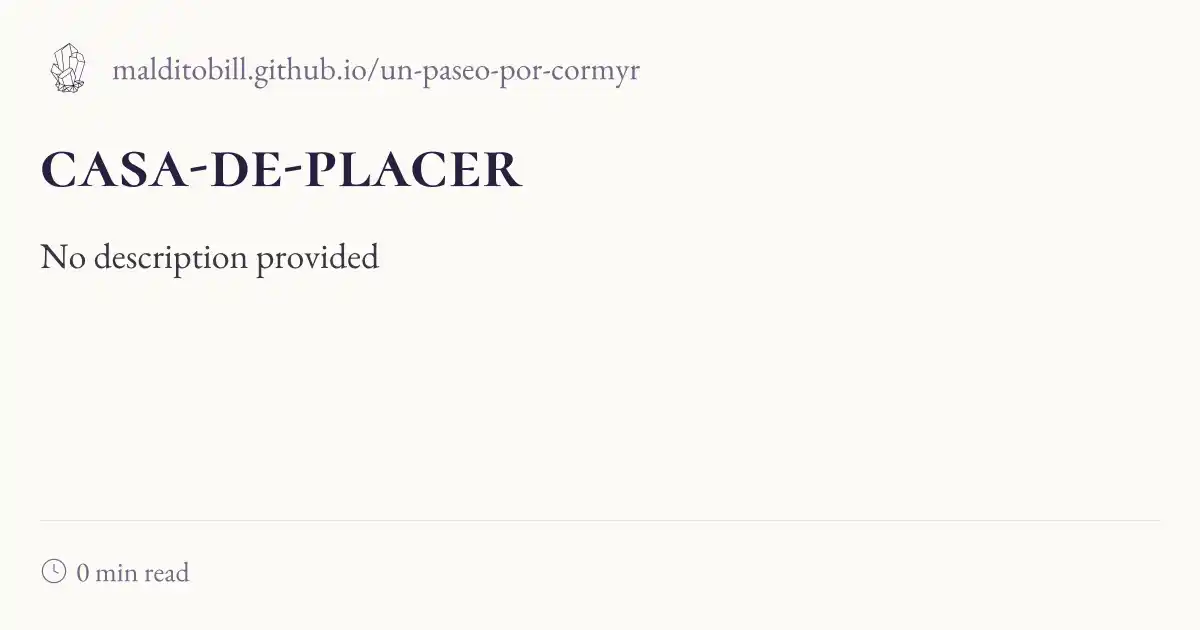 malditobill.github.io/un-paseo-por-cormyr
CASA-DE-PLACER
No description provided
0 min read